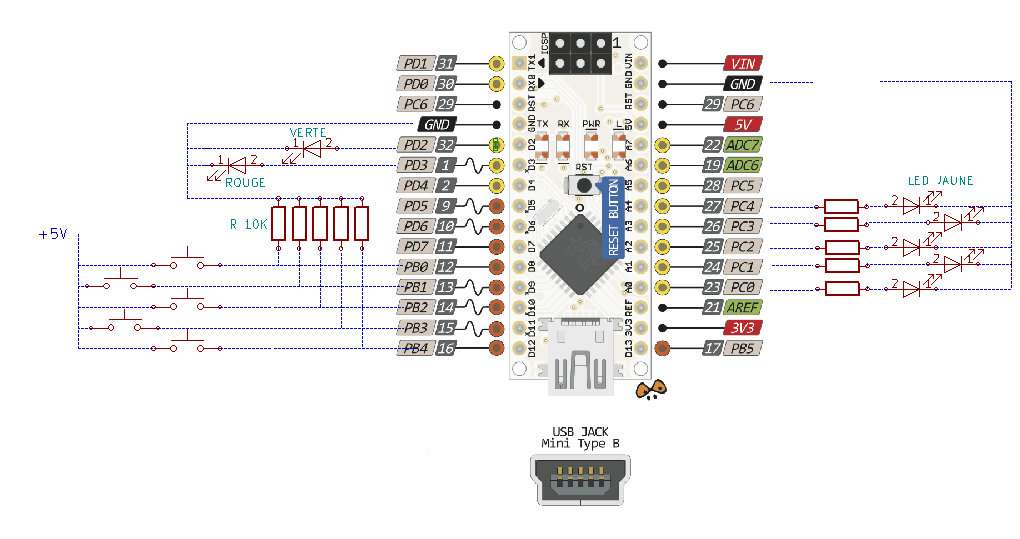 ICSP
1
PD1 31 TX1 VIN VIN
PD0 30 RX0 GND GND
PC6 29 RST RST 29 PC6
GND GND 5V 5V
VERTE
1 2
PD2 32 D2 A7 22 ADC7
TX RX PWR L
1 2
ROUGE
PD3 1 D3 A6 19 ADC6
RST
PD4 2 D4 A5 28 PC5
LED JAUNE
PD5 9 D5 A4 27 PC4
2 1
R 10K
PD6 10 D6 A3 26 PC3
2 1
+5V
PD7 11 D7 A2 25 PC2
2 1
RESET BUTTON
PB0 12 D8 A1 24 PC1
2 1
PB1 13 D9 A0 23 PC0
2 1
PB2 14 D10 REF 21 AREF
PB3 15 D11 3V3 3V3
PB4 16 D12 D13 17 PB5
USB JACK
Mini Type B